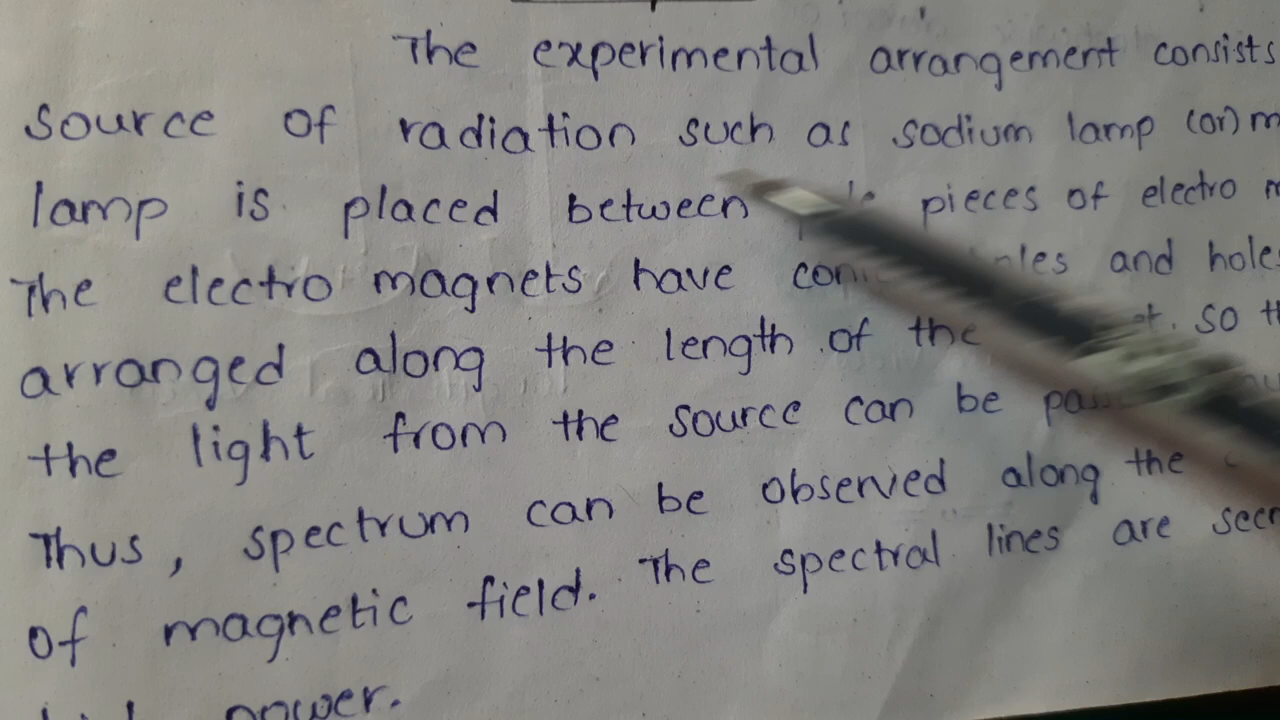 The experimental arrangement consists
source of radiation such as sodium lamp (or)
lamp is placed between pieces of electro
The electro magnets have and holes
arranged along the length of the so
the light from the source can be
Thus, spectrum can be observed along the
of magnetic field. The spectral lines are seen
power.